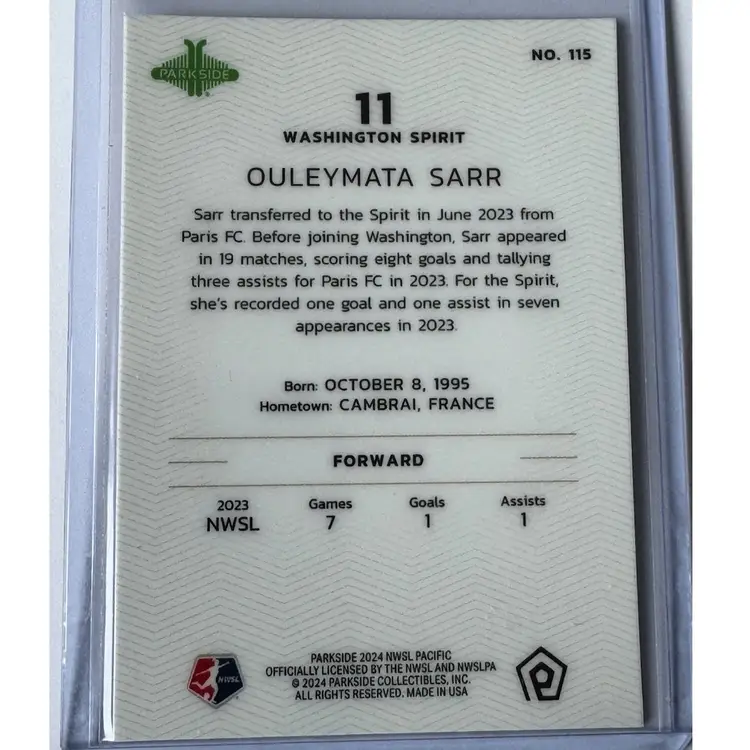 PARKSIDE
NO. 115
11
WASHINGTON SPIRIT
OULEYMATA SARR
Sarr transferred to the Spirit in June 2023 from
Paris FC. Before joining Washington, Sarr appeared
in 19 matches, scoring eight goals and tallying
three assists for Paris FC in 2023. For the Spirit,
she's recorded one goal and one assist in seven
appearances in 2023.
Born: OCTOBER 8, 1995
Hometown: CAMBRAI, FRANCE
FORWARD
2023 Games Goals Assists
NWSL 7 1 1
NWSL
PARKSIDE 2024 NWSL PACIFIC
OFFICIALLY LICENSED BY THE NWSL AND NWSLPA
© 2024 PARKSIDE COLLECTIBLES, INC.
ALL RIGHTS RESERVED. MADE IN USA